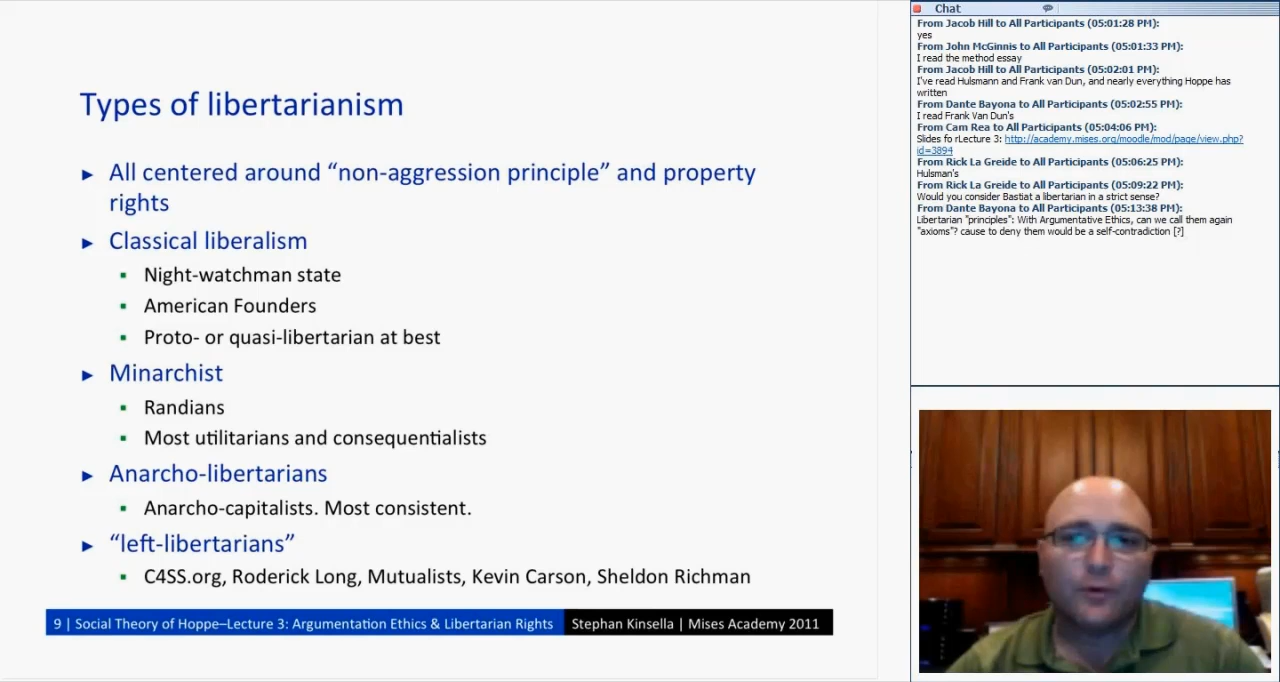 Types of libertarianism
► All centered around “non-aggression principle” and property
rights
► Classical liberalism
▪ Night-watchman state
▪ American Founders
▪ Proto- or quasi-libertarian at best
► Minarchist
▪ Randians
▪ Most utilitarians and consequentialists
► Anarcho-libertarians
▪ Anarcho-capitalists. Most consistent.
► “left-libertarians”
▪ C4SS.org, Roderick Long, Mutualists, Kevin Carson, Sheldon Richman
9 | Social Theory of Hoppe–Lecture 3: Argumentation Ethics & Libertarian Rights Stephan Kinsella | Mises Academy 2011
Chat
From Jacob Hill to All Participants (05:01:28 PM):
yes
From John McGinnis to All Participants (05:01:33 PM):
I read the method essay
From Jacob Hill to All Participants (05:02:01 PM):
I've read Hulsmann and Frank van Dun, and nearly everything Hoppe has
written
From Dante Bayona to All Participants (05:02:55 PM):
I read Frank Van Dun's
From Cam Rea to All Participants (05:04:06 PM):
Slides fo rLecture 3: http://academy.mises.org/moodle/mod/page/view.php?
id=3894
From Rick La Greide to All Participants (05:06:25 PM):
Hulsman's
From Rick La Greide to All Participants (05:09:22 PM):
Would you consider Bastiat a libertarian in a strict sense?
From Dante Bayona to All Participants (05:13:38 PM):
Libertarian "principles": With Argumentative Ethics, can we call them again
"axioms"? cause to deny them would be a self-contradiction [?]